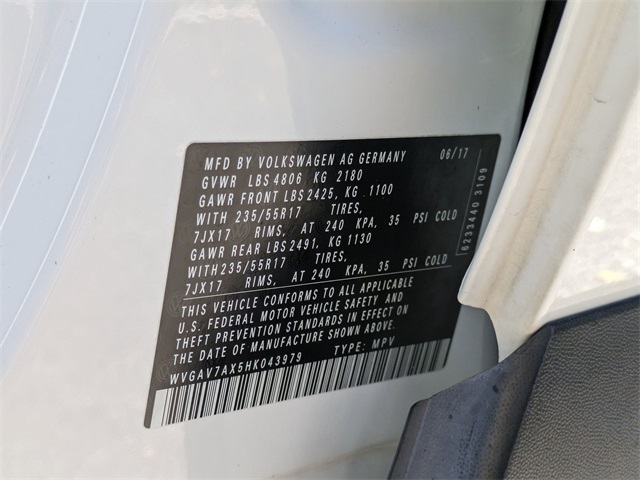 MFD BY VOLKSWAGEN AG GERMANY 06/17
GVWR LBS 4806 KG 2180
GAWR FRONT LBS 2425, KG 1100
WITH 235/55R17 TIRES,
7JX17 RIMS, AT 240 KPA, 35 PSI COLD
GAWR REAR LBS 2491. KG 1130
WITH 235/55R17 TIRES,
7JX17 RIMS, AT 240 KPA, 35 PSI COLD
THIS VEHICLE CONFORMS TO ALL APPLICABLE
U.S. FEDERAL MOTOR VEHICLE SAFETY AND
THEFT PREVENTION STANDARDS IN EFFECT ON
THE DATE OF MANUFACTURE SHOWN ABOVE.
WVGAV7AX5HK043979 TYPE: MPV
6233440 3109